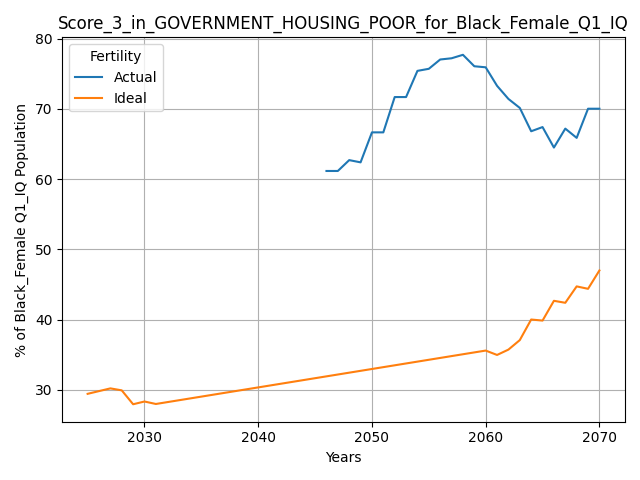 Score_3_in_GOVERNMENT_HOUSING_POOR_for_Black_Female_Q1_IQ
Fertility
Actual
Ideal
% of Black_Female Q1_IQ Population
80
70
60
50
40
30
2030 2040 2050 2060 2070
Years